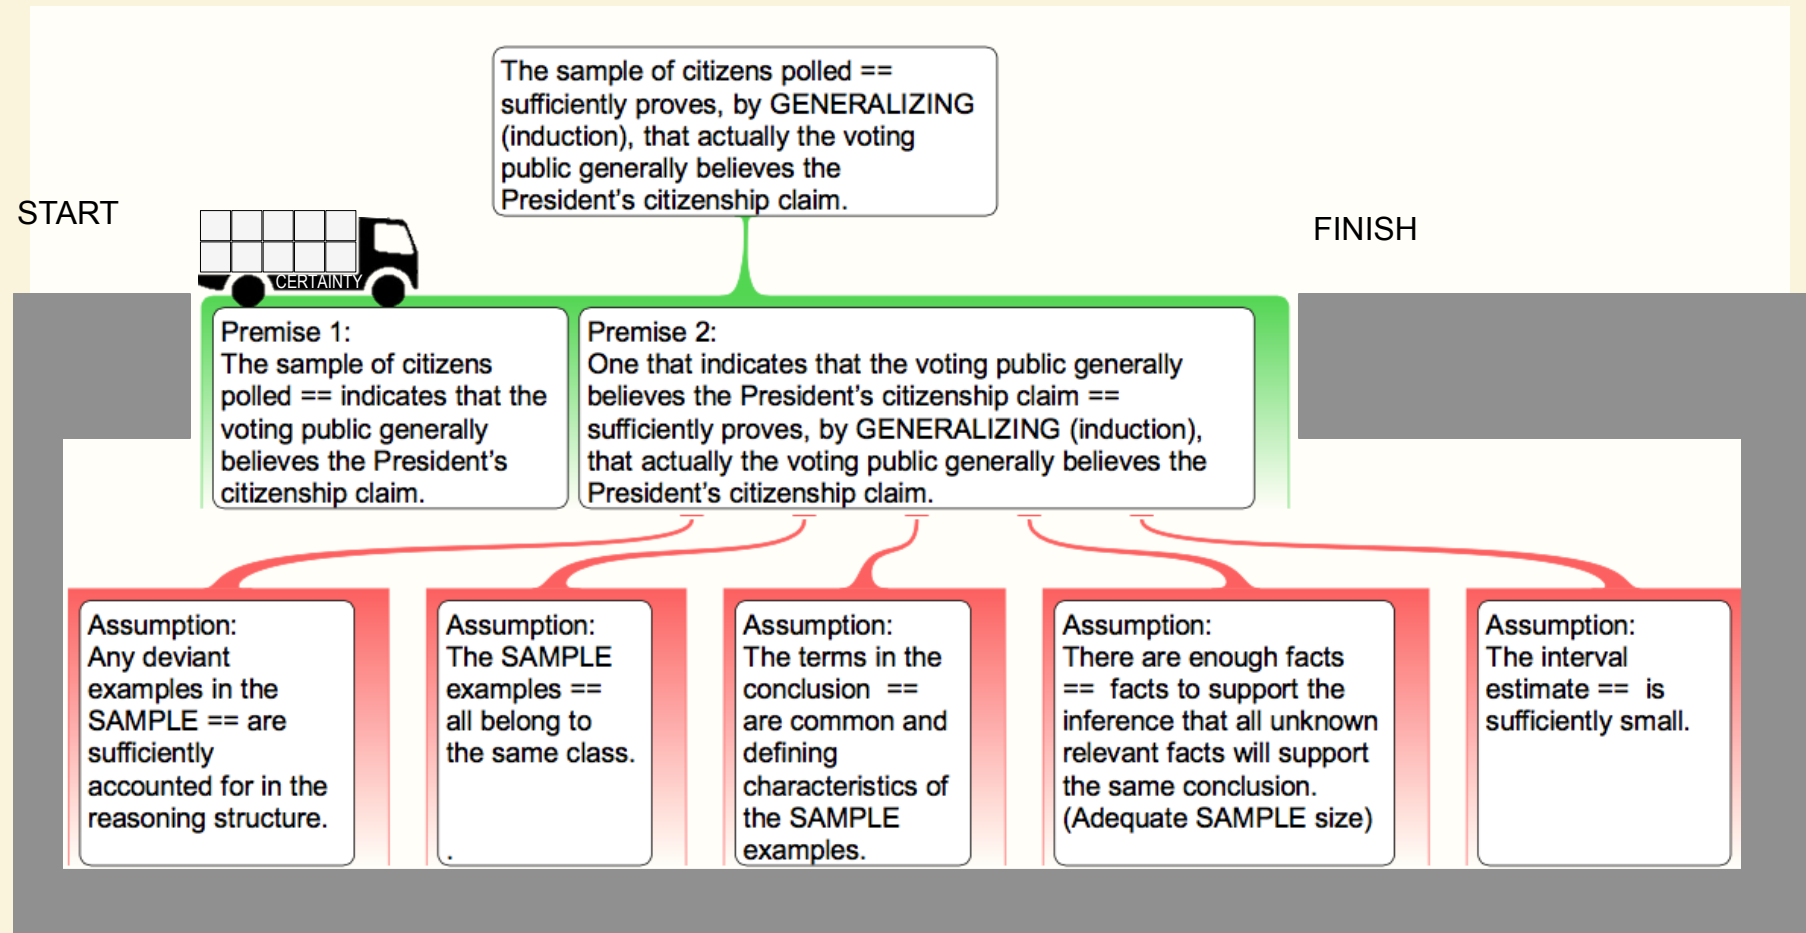 The sample of citizens polled ==
sufficiently proves, by GENERALIZING
(induction), that actually the voting
public generally believes the
President’s citizenship claim.
START
FINISH
CERTAINTY
Premise 1:
The sample of citizens
polled == indicates that the
voting public generally
believes the President’s
citizenship claim.
Premise 2:
One that indicates that the voting public generally
believes the President’s citizenship claim ==
sufficiently proves, by GENERALIZING (induction),
that actually the voting public generally believes the
President’s citizenship claim.
Assumption:
Any deviant
examples in the
SAMPLE == are
sufficiently
accounted for in the
reasoning structure.
Assumption:
The SAMPLE
examples ==
all belong to
the same class.
.
Assumption:
The terms in the
conclusion  ==
are common and
defining
characteristics of
the SAMPLE
examples.
Assumption:
There are enough facts
==  facts to support the
inference that all unknown
relevant facts will support
the same conclusion.
(Adequate SAMPLE size)
Assumption:
The interval
estimate ==  is
sufficiently small.